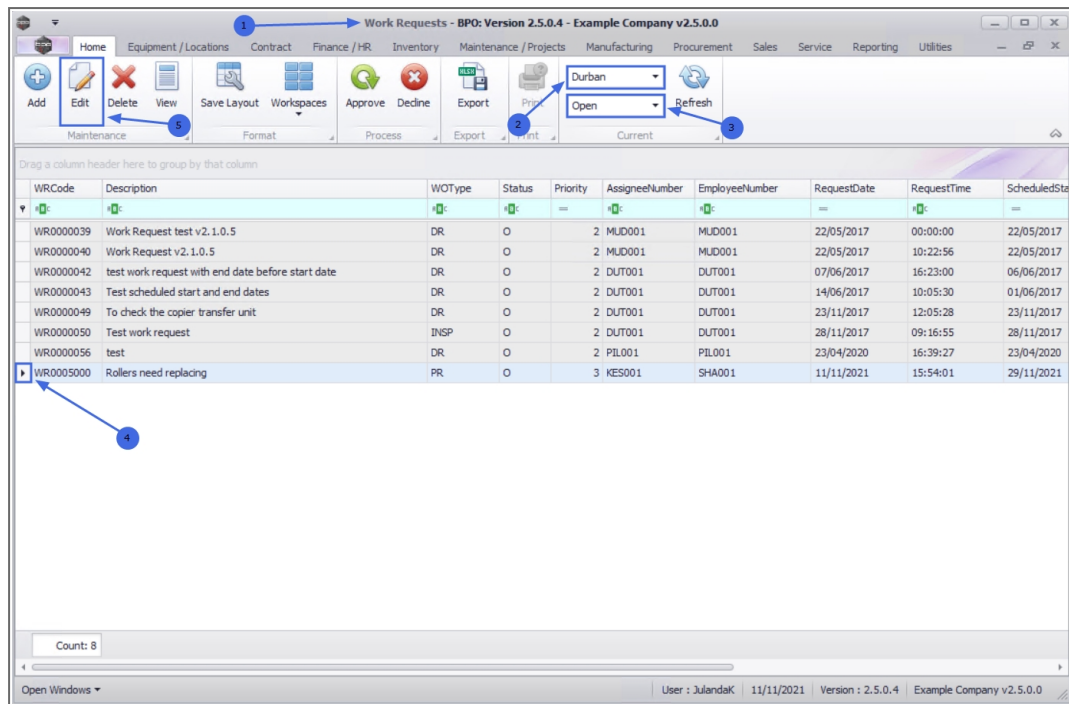 1
Work Requests - BPO: Version 2.5.0.4 - Example Company v2.5.0.0
Home Equipment / Locations Contract Finance / HR Inventory Maintenance / Projects Manufacturing Procurement Sales Service Reporting Utilities
Add Edit Delete View Save Layout Workspaces Approve Decline Export Print Durban Open Refresh
5 2 3
Maintenance Format Process Export Print Current
Drag a column header here to group by that column
WRCode Description WOType Status Priority AssigneeNumber EmployeeNumber RequestDate RequestTime ScheduledSta
WR0000039 Work Request test v2.1.0.5 DR O 2 MUD001 MUD001 22/05/2017 00:00:00 22/05/2017
WR0000040 Work Request v2.1.0.5 DR O 2 MUD001 MUD001 22/05/2017 10:22:56 22/05/2017
WR0000042 test work request with end date before start date DR O 2 DUT001 DUT001 07/06/2017 16:23:00 06/06/2017
WR0000043 Test scheduled start and end dates DR O 2 DUT001 DUT001 14/06/2017 10:05:30 01/06/2017
WR0000049 To check the copier transfer unit DR O 2 DUT001 DUT001 23/11/2017 12:05:28 23/11/2017
WR0000050 Test work request INSP O 2 DUT001 DUT001 28/11/2017 09:16:55 28/11/2017
WR0000056 test DR O 2 PIL001 PIL001 23/04/2020 16:39:27 23/04/2020
WR0005000 Rollers need replacing PR O 3 KES001 SHA001 11/11/2021 15:54:01 29/11/2021
4
Count: 8
Open Windows User : JulandaK 11/11/2021 Version : 2.5.0.4 Example Company v2.5.0.0